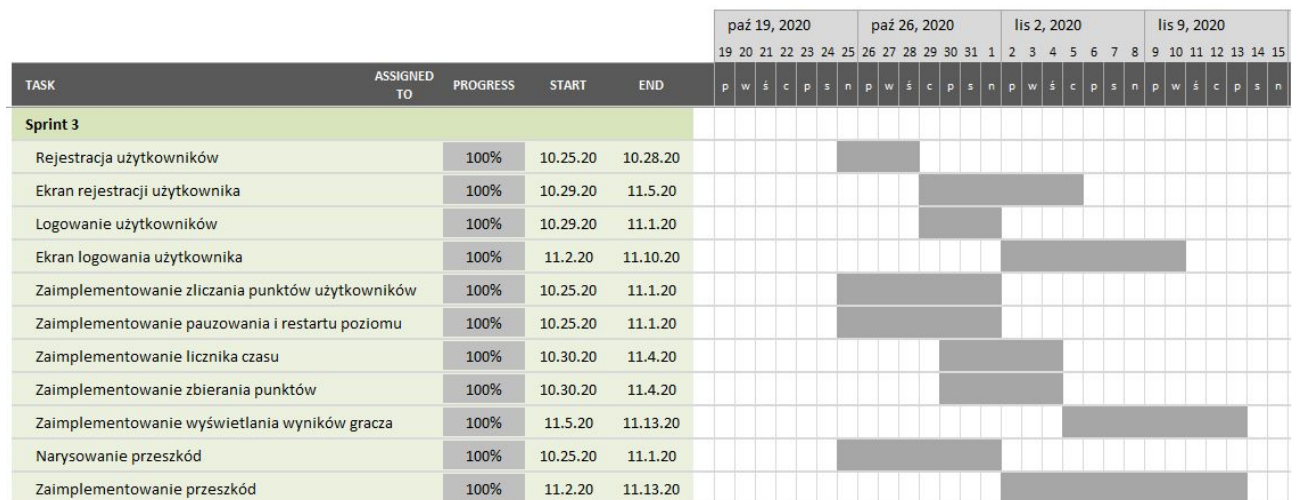 paź 19, 2020 paź 26, 2020 lis 2, 2020 lis 9, 2020
19 20 21 22 23 24 25 26 27 28 29 30 31 1 2 3 4 5 6 7 8 9 10 11 12 13 14 15
TASK ASSIGNED TO PROGRESS START END p w ś c p s n p w ś c p s n p w ś c p s n p w ś c p s n
Sprint 3
Rejestracja użytkowników 100% 10.25.20 10.28.20
Ekran rejestracji użytkownika 100% 10.29.20 11.5.20
Logowanie użytkowników 100% 10.29.20 11.1.20
Ekran logowania użytkownika 100% 11.2.20 11.10.20
Zaimplementowanie zliczania punktów użytkowników 100% 10.25.20 11.1.20
Zaimplementowanie pauzowania i restartu poziomu 100% 10.25.20 11.1.20
Zaimplementowanie licznika czasu 100% 10.30.20 11.4.20
Zaimplementowanie zbierania punktów 100% 10.30.20 11.4.20
Zaimplementowanie wyświetlania wyników gracza 100% 11.5.20 11.13.20
Narysowanie przeszkód 100% 10.25.20 11.1.20
Zaimplementowanie przeszkód 100% 11.2.20 11.13.20